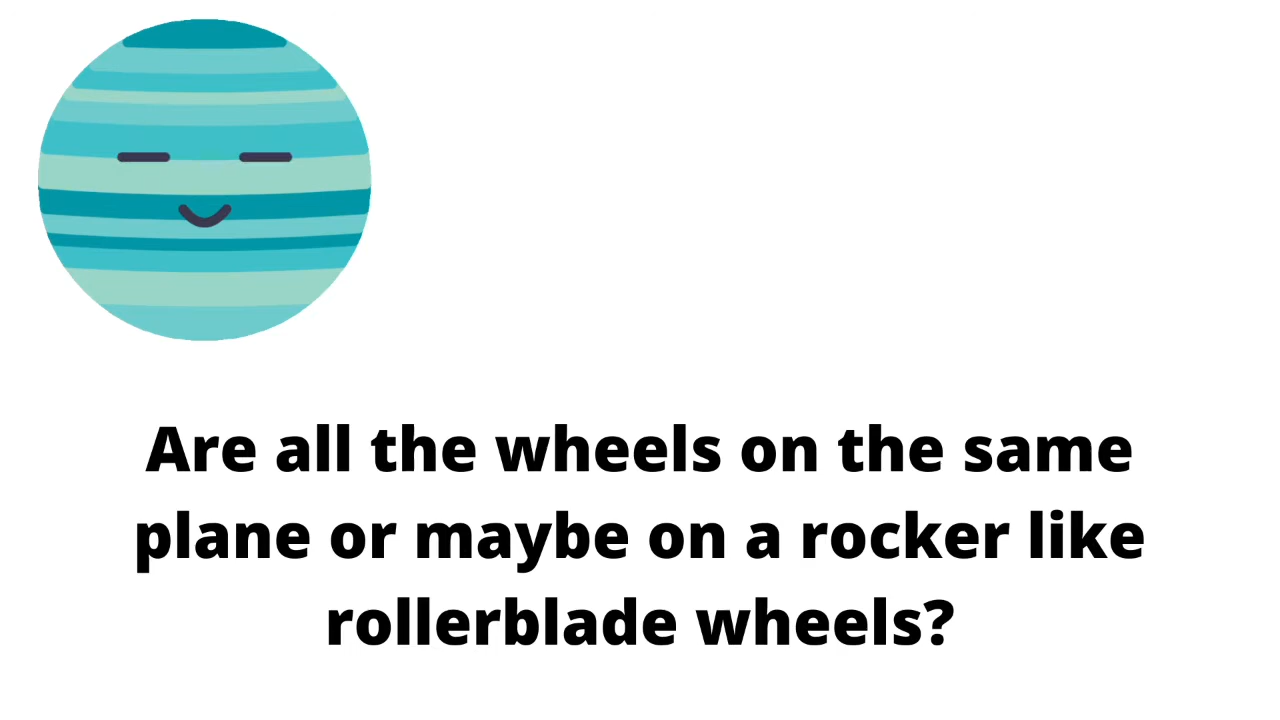 Are all the wheels on the same
plane or maybe on a rocker like
rollerblade wheels?